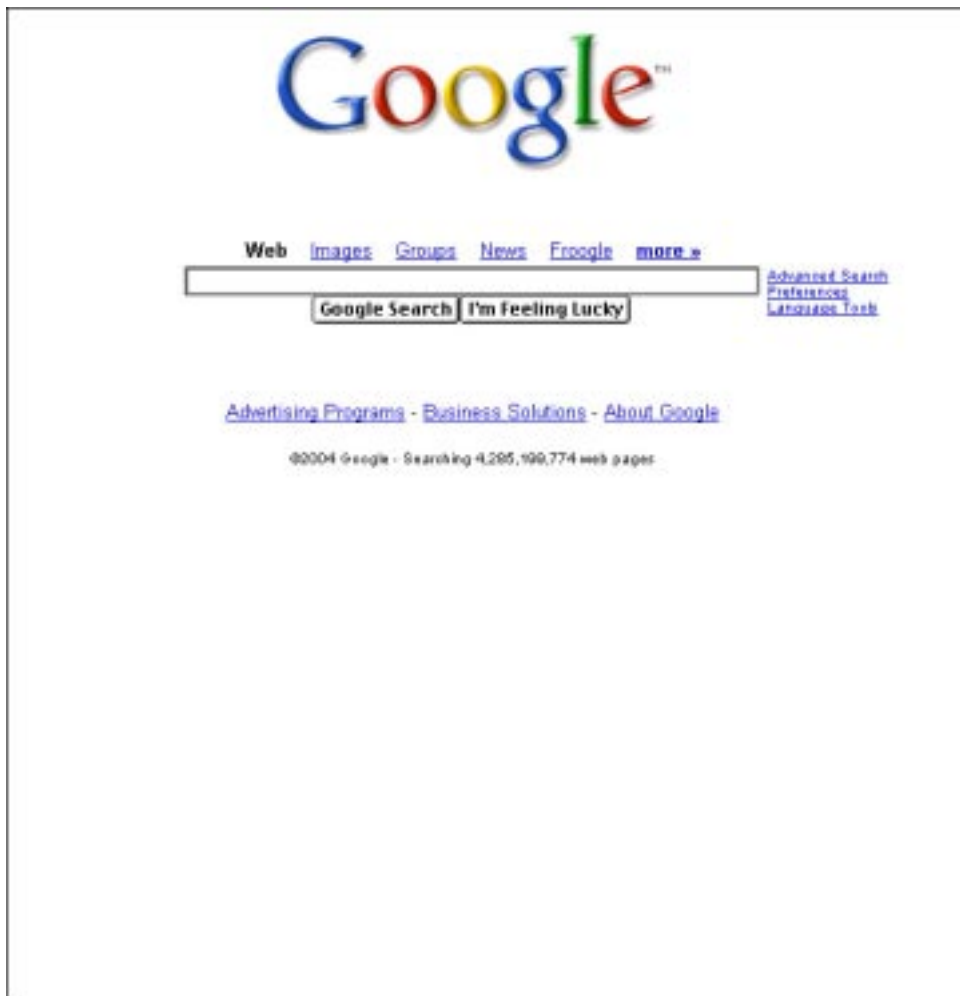 Google™
Web Images Groups News Froogle more »
Advanced Search
Preferences
Language Tools
Google Search I'm Feeling Lucky
Advertising Programs - Business Solutions - About Google
©2004 Google - Searching 4,285,199,774 web pages